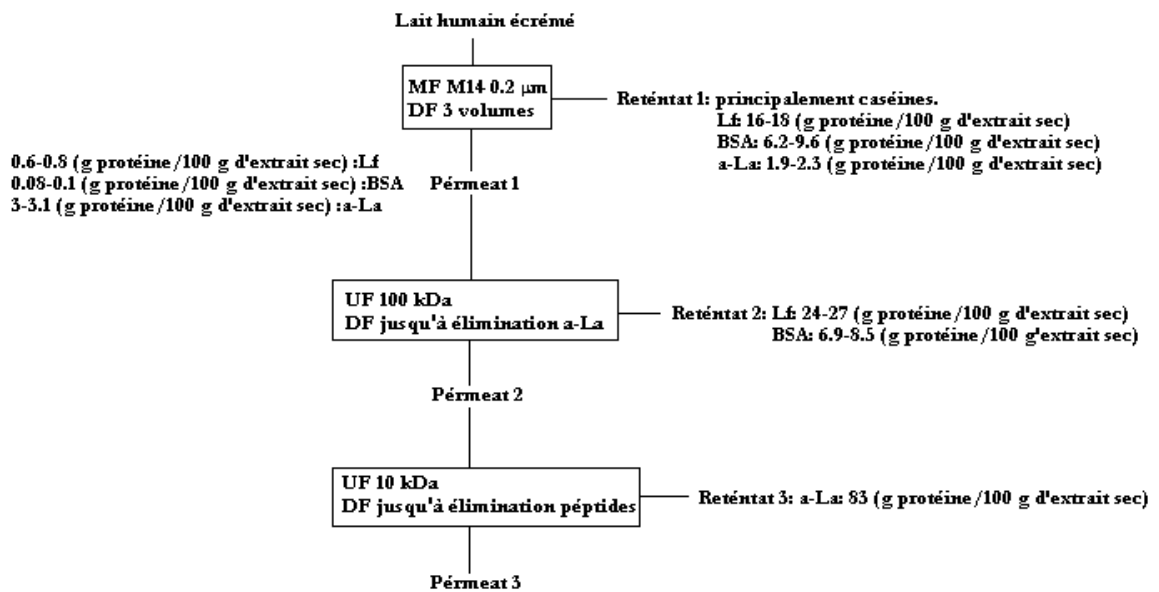 Lait humain écrémé
MF M14 0.2 µm
DF 3 volumes
Reténtat 1: principalement caséines.
Lf: 16-18 (g protéine/100 g d'extrait sec)
BSA: 6.2-9.6 (g protéine/100 g d'extrait sec)
a-La: 1.9-2.3 (g protéine/100 g d'extrait sec)
0.6-0.8 (g protéine/100 g d'extrait sec) :Lf
0.08-0.1 (g protéine/100 g d'extrait sec) :BSA
3-3.1 (g protéine/100 g d'extrait sec) :a-La
Pérmeat 1
UF 100 kDa
DF jusqu'à élimination a-La
Reténtat 2: Lf: 24-27 (g protéine/100 g d'extrait sec)
BSA: 6.9-8.5 (g protéine/100 g'extrait sec)
Pérmeat 2
UF 10 kDa
DF jusqu'à élimination péptides
Reténtat 3: a-La: 83 (g protéine/100 g d'extrait sec)
Pérmeat 3